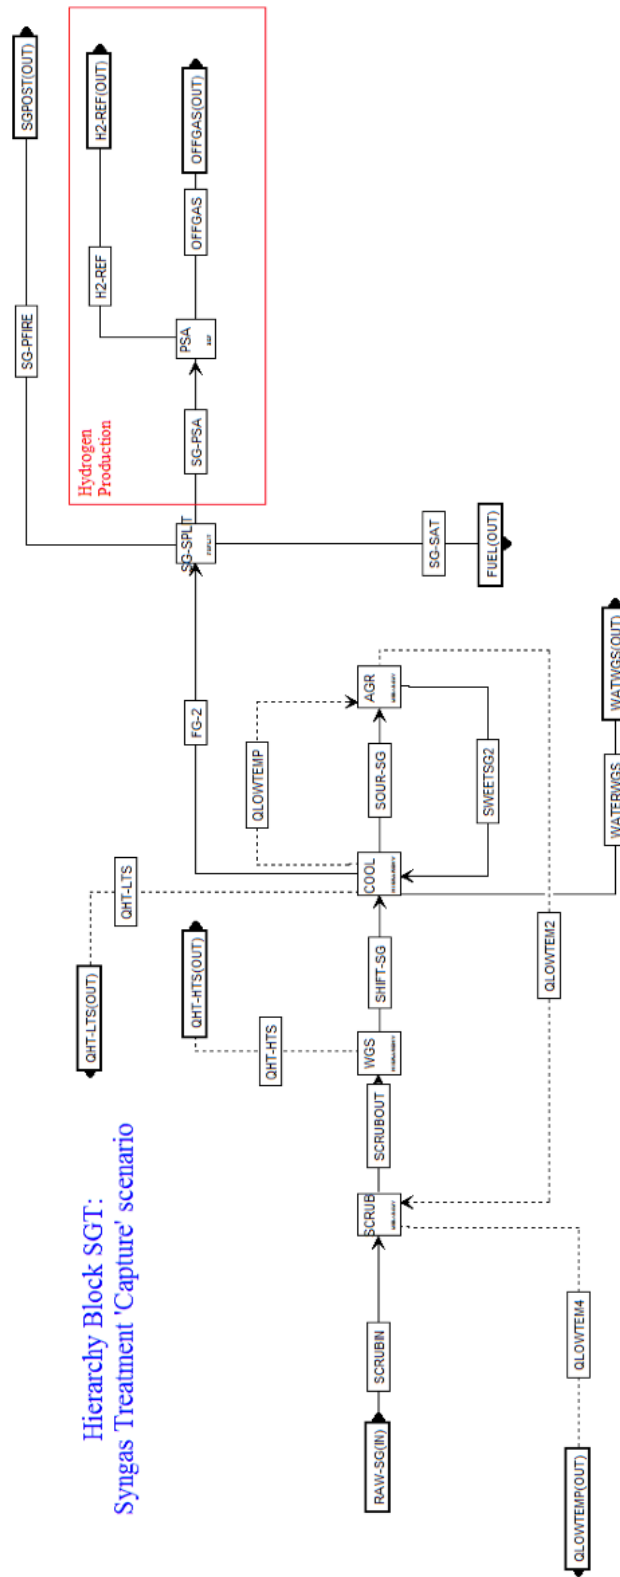 Hierarchy Block SGT:
Syngas Treatment 'Capture' scenario
SGPOST(OUT)
SG-PFIRE
H2-REF(OUT)
H2-REF
OFFGAS(OUT)
OFFGAS
Hydrogen
Production
PSA
SG-PSA
SG-SPLIT
SG-SAT
FUEL(OUT)
FG-2
QHT-LTS(OUT)
QHT-LTS
QHT-HTS(OUT)
QHT-HTS
QLOWTEMP
AGR
SOUR-SG
SWEETSG2
COOL
SHIFT-SG
WGS
SCRUBOUT
SCRUB
SCRUBIN
RAW-SG(IN)
WATWGS(OUT)
WATERWGS
QLOWTEM2
QLOWTEM4
QLOWTEMP(OUT)